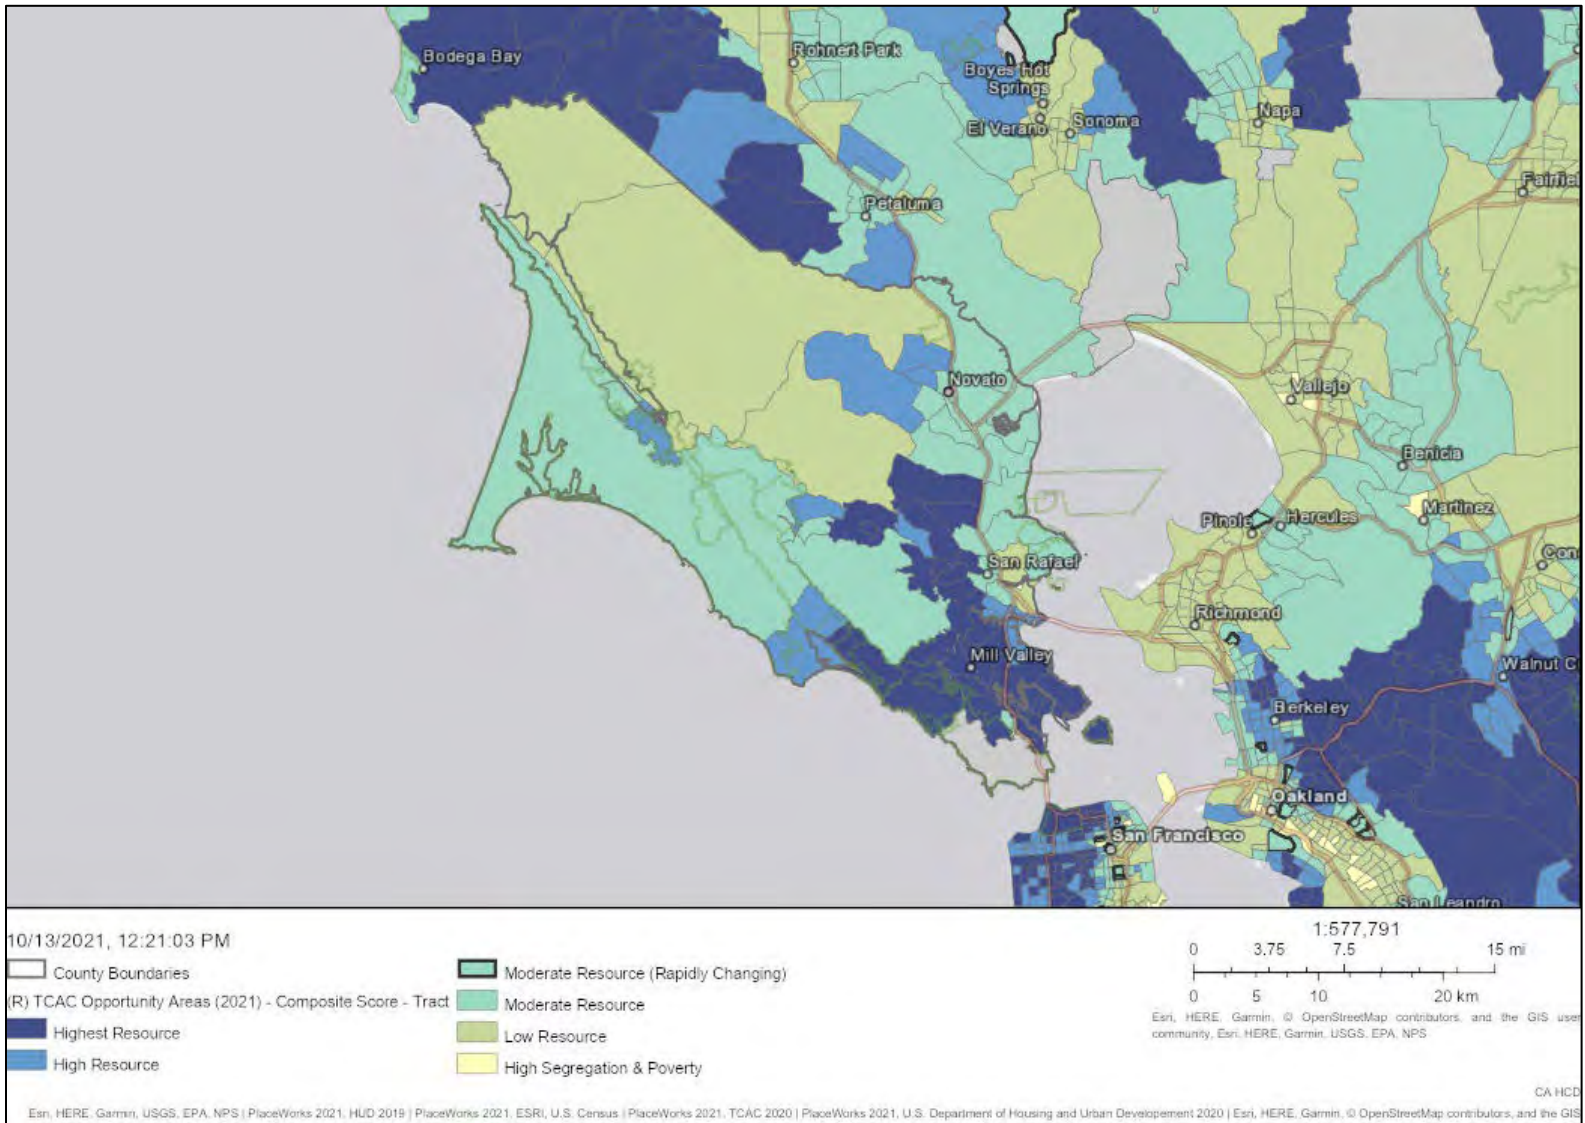 Bodega Bay
Rohnert Park
Boyes Hot
Springs
El Verano
Sonoma
Napa
Fairfiel
Petaluma
Novato
Vallejo
Benicia
Martinez
Pinole
Hercules
Con
San Rafael
Richmond
Mill Valley
Walnut C
Berkeley
Oakland
San Francisco
San Leandro
10/13/2021, 12:21:03 PM
County Boundaries
(R) TCAC Opportunity Areas (2021) - Composite Score - Tract
Highest Resource
High Resource
Moderate Resource (Rapidly Changing)
Moderate Resource
Low Resource
High Segregation & Poverty
1:577,791
0 3.75 7.5 15 mi
0 5 10 20 km
Esri, HERE, Garmin, © OpenStreetMap contributors, and the GIS user
community, Esri, HERE, Garmin, USGS, EPA, NPS
CA HCD
Esri, HERE, Garmin, USGS, EPA, NPS | PlaceWorks 2021, HUD 2019 | PlaceWorks 2021, ESRI, U.S. Census | PlaceWorks 2021, TCAC 2020 | PlaceWorks 2021, U.S. Department of Housing and Urban Developement 2020 | Esri, HERE, Garmin, © OpenStreetMap contributors, and the GIS